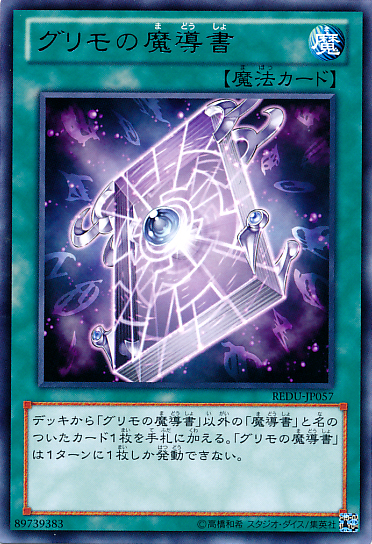 グリモの魔導書
魔
【魔法カード】
REDU-JP057
デッキから「グリモの魔導書」以外の「魔導書」と名の
ついたカード1枚を手札に加える。「グリモの魔導書」
は1ターンに1枚しか発動できない。
89739383
©高橋和希 スタジオ・ダイス/集英社